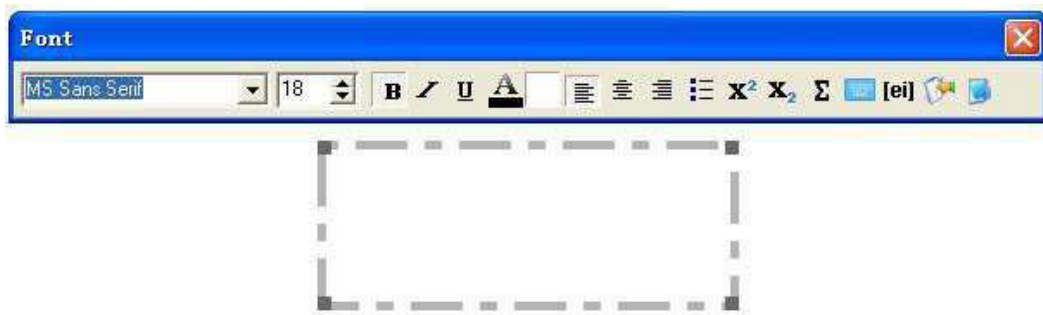 Font
MS Sans Serif 18 B I U A X² X₂ Σ [ei]